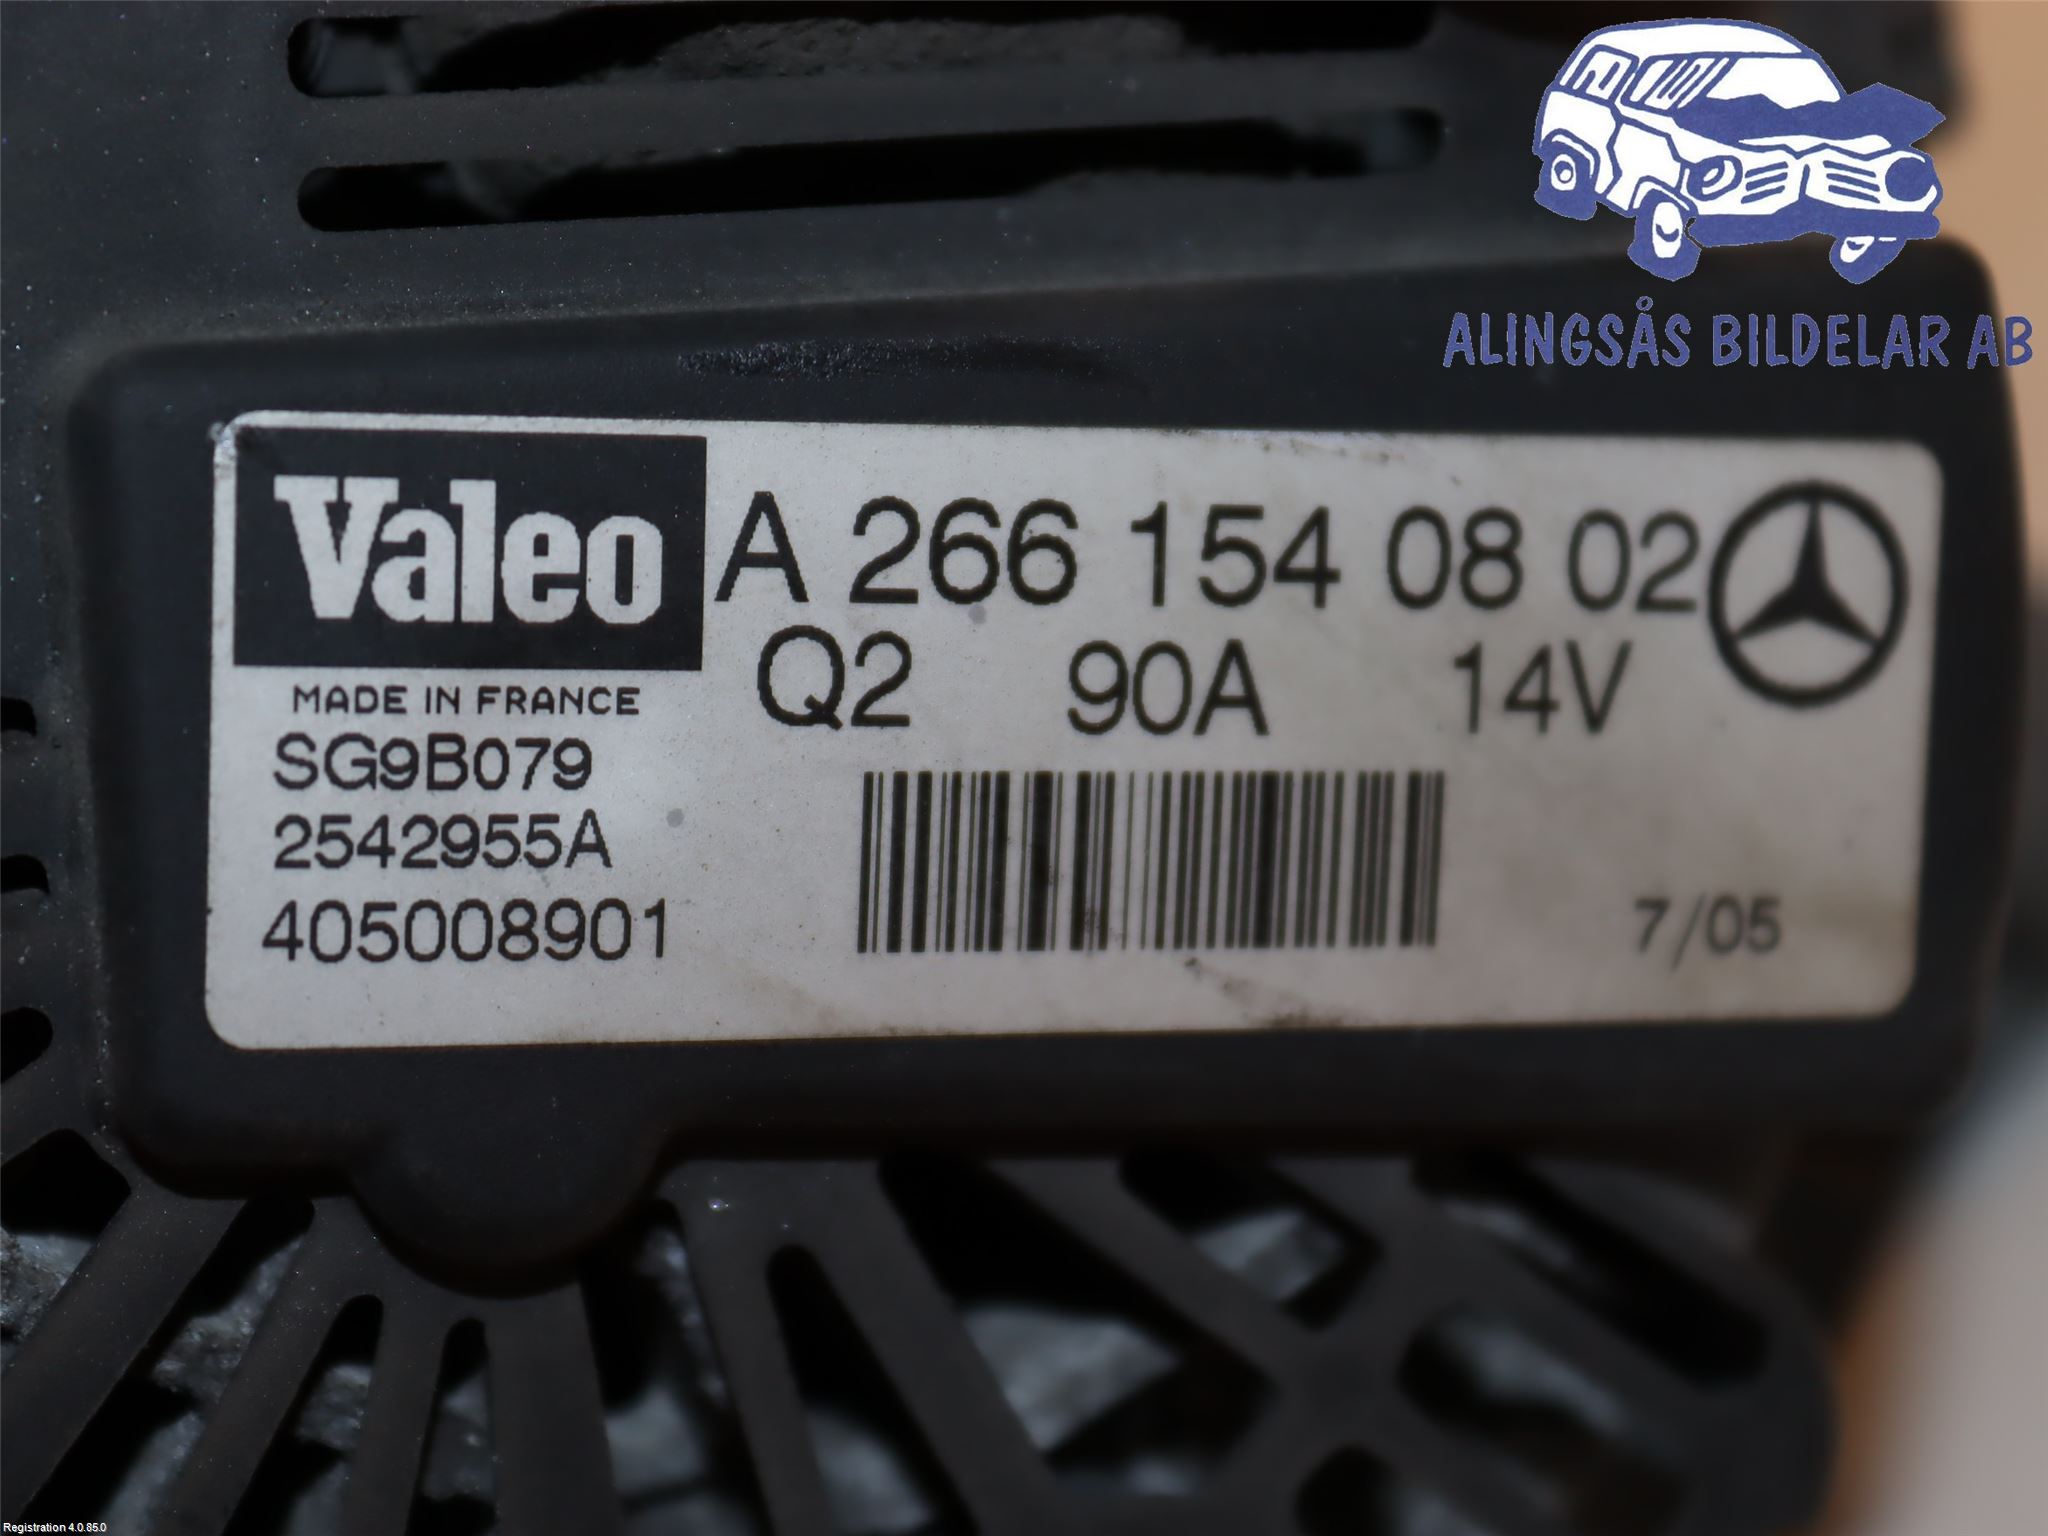 ALINGSÅS BILDELAR AB
Valeo
A 266 154 08 02
Q2 90A 14V
MADE IN FRANCE
SG9B079
2542955A
405008901
7/05
Registration 4.0.85.0